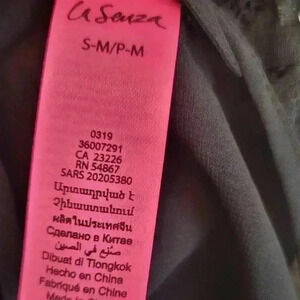 la Senza
S-M/P-M
0319
36007291
CA 23226
RN 54867
SARS 20205380
Արտադրված է
Չինաստանում
ผลิตในประเทศจีน
Сделано в Китае
صنع في الصين
Dibuat di Tiongkok
Hecho en China
Fabriqué en Chine
Made in